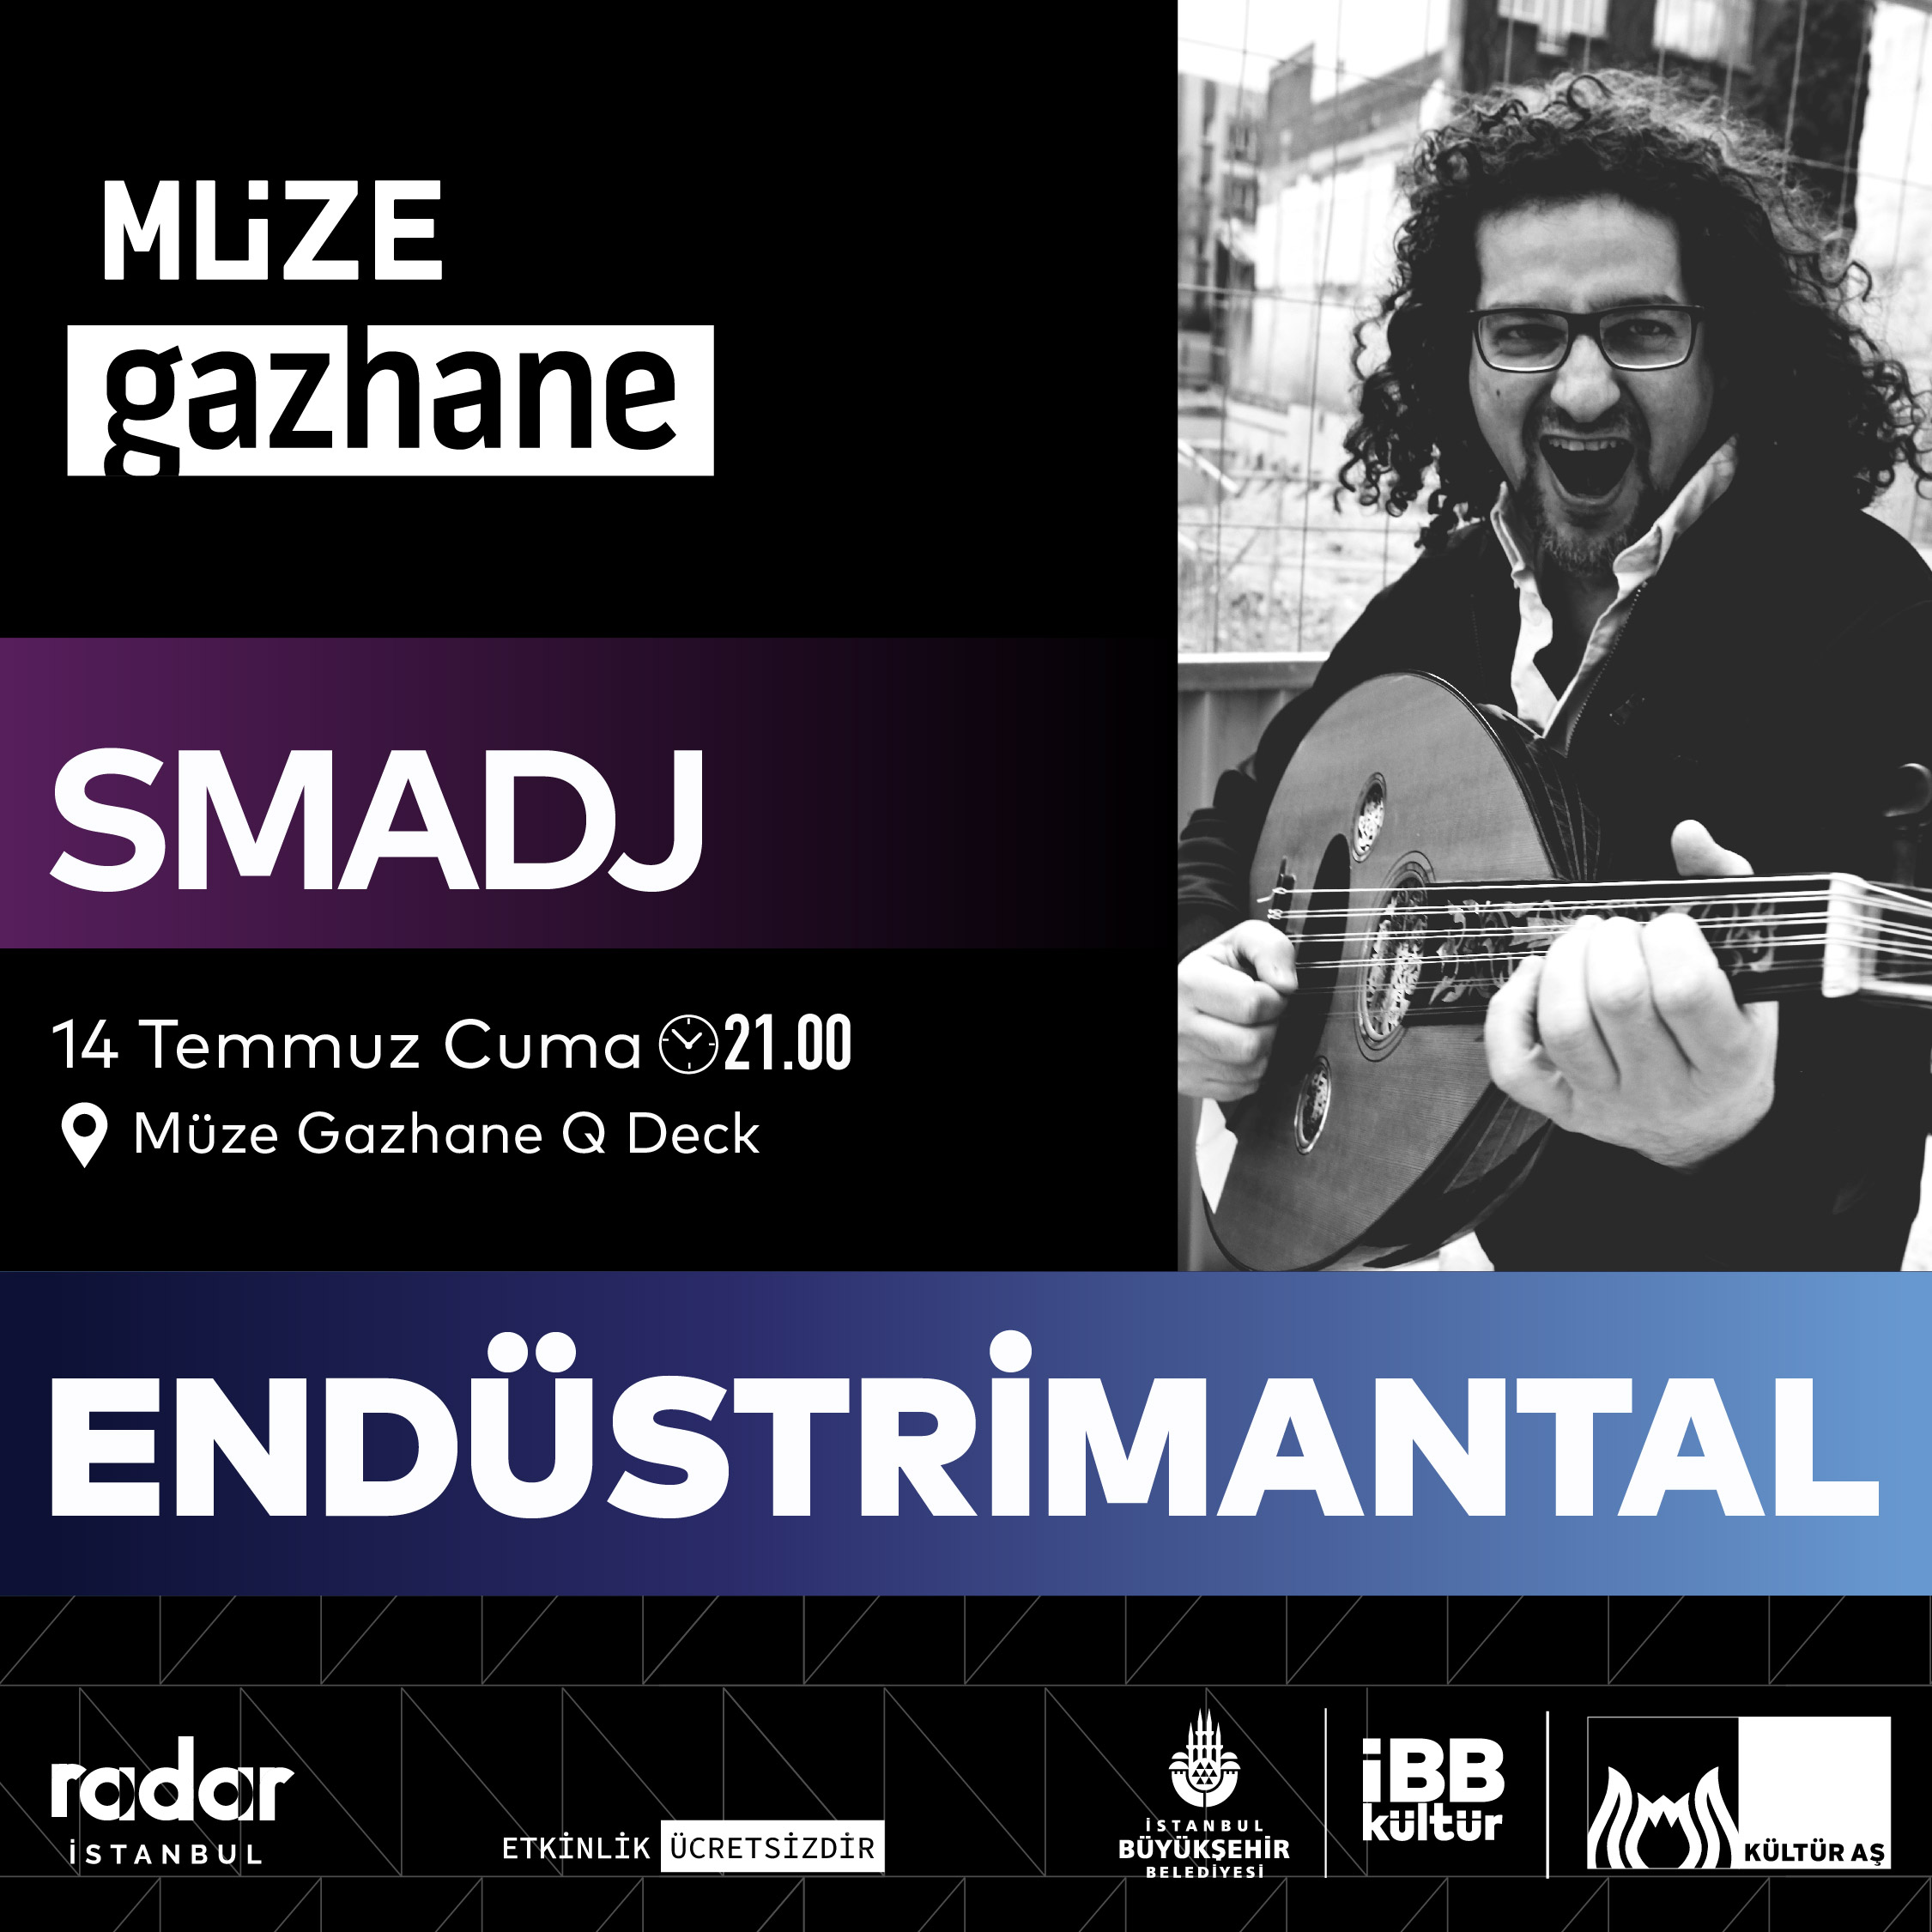 MÜZE
gazhane
SMADJ
14 Temmuz Cuma 21.00
Müze Gazhane Q Deck
ENDÜSTRİMANTAL
radar
İSTANBUL
ETKİNLİK ÜCRETSİZDİR
İSTANBUL
BÜYÜKŞEHİR
BELEDİYESİ
iBB
kültür
KÜLTÜR AŞ